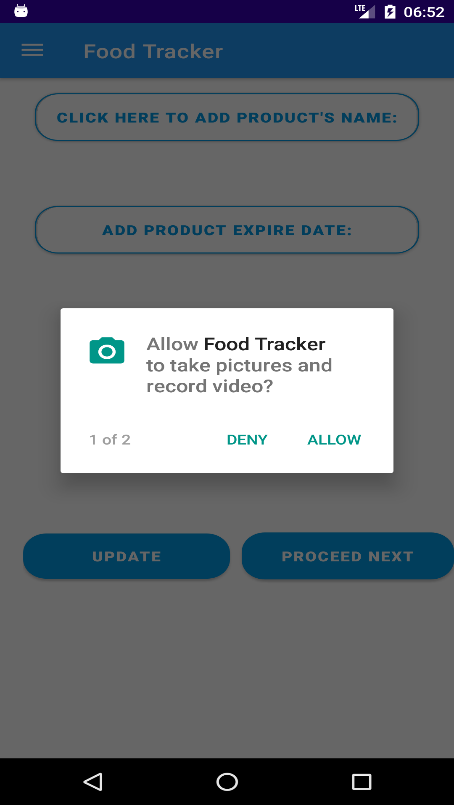 LTE 06:52
Food Tracker
CLICK HERE TO ADD PRODUCT'S NAME:
ADD PRODUCT EXPIRE DATE:
Allow Food Tracker
to take pictures and
record video?
1 of 2 DENY ALLOW
UPDATE PROCEED NEXT